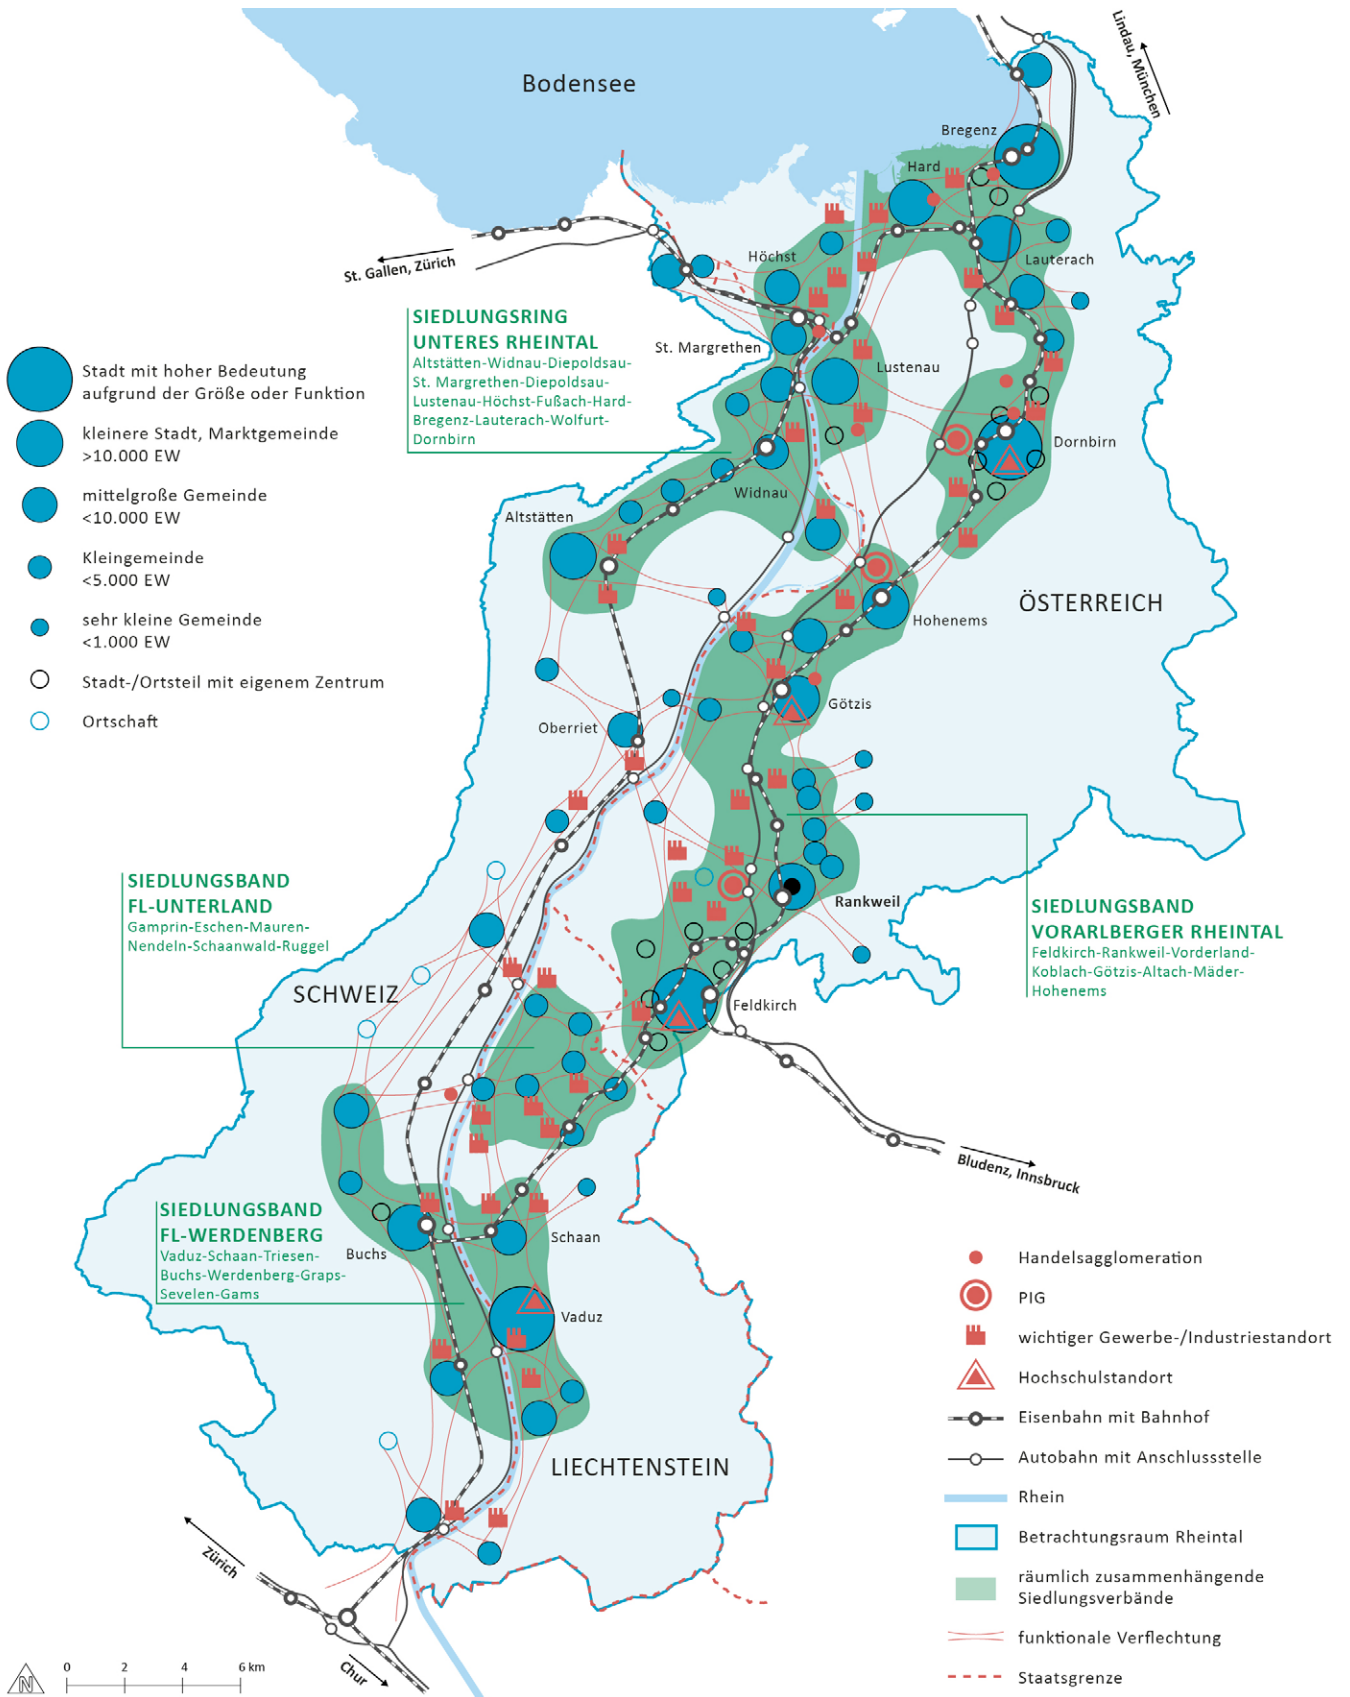 Bodensee
Lindau, München
Bregenz
Hard
Höchst
Lauterach
St. Gallen, Zürich
SIEDLUNGSRING
UNTERES RHEINTAL
Altstätten-Widnau-Diepoldsau-
St. Margrethen-Diepoldsau-
Lustenau-Höchst-Fußach-Hard-
Bregenz-Lauterach-Wolfurt-
Dornbirn
St. Margrethen
Lustenau
Dornbirn
Widnau
Altstätten
Stadt mit hoher Bedeutung
aufgrund der Größe oder Funktion
kleinere Stadt, Marktgemeinde
>10.000 EW
mittelgroße Gemeinde
<10.000 EW
Kleingemeinde
<5.000 EW
sehr kleine Gemeinde
<1.000 EW
Stadt-/Ortsteil mit eigenem Zentrum
Ortschaft
ÖSTERREICH
Hohenems
Götzis
Oberriet
SIEDLUNGSBAND
FL-UNTERLAND
Gamprin-Eschen-Mauren-
Nendeln-Schaanwald-Ruggel
Rankweil
SIEDLUNGSBAND
VORARLBERGER RHEINTAL
Feldkirch-Rankweil-Vorderland-
Koblach-Götzis-Altach-Mäder-
Hohenems
SCHWEIZ
Feldkirch
Bludenz, Innsbruck
SIEDLUNGSBAND
FL-WERDENBERG
Vaduz-Schaan-Triesen-
Buchs-Werdenberg-Graps-
Sevelen-Gams
Buchs
Schaan
Vaduz
LIECHTENSTEIN
Handelsagglomeration
PIG
wichtiger Gewerbe-/Industriestandort
Hochschulstandort
Eisenbahn mit Bahnhof
Autobahn mit Anschlussstelle
Rhein
Betrachtungsraum Rheintal
räumlich zusammenhängende
Siedlungsverbände
funktionale Verflechtung
Staatsgrenze
Zürich
Chur
N
0 2 4 6 km